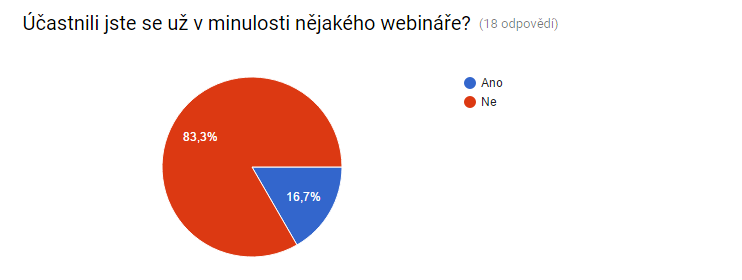 Účastnili jste se už v minulosti nějakého webináře? (18 odpovědí)
Ano
Ne
83,3%
16,7%